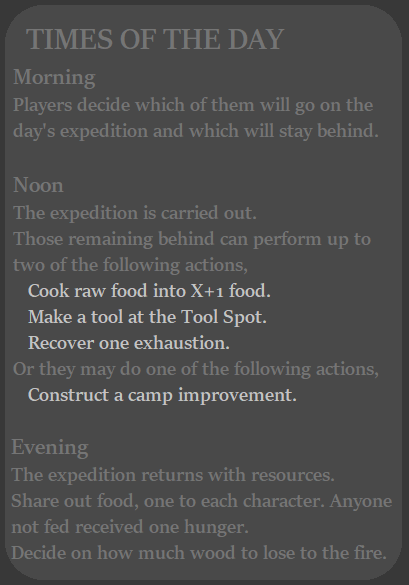 TIMES OF THE DAY
Morning
Players decide which of them will go on the
day's expedition and which will stay behind.
Noon
The expedition is carried out.
Those remaining behind can perform up to
two of the following actions,
Cook raw food into X+1 food.
Make a tool at the Tool Spot.
Recover one exhaustion.
Or they may do one of the following actions,
Construct a camp improvement.
Evening
The expedition returns with resources.
Share out food, one to each character. Anyone
not fed received one hunger.
Decide on how much wood to lose to the fire.